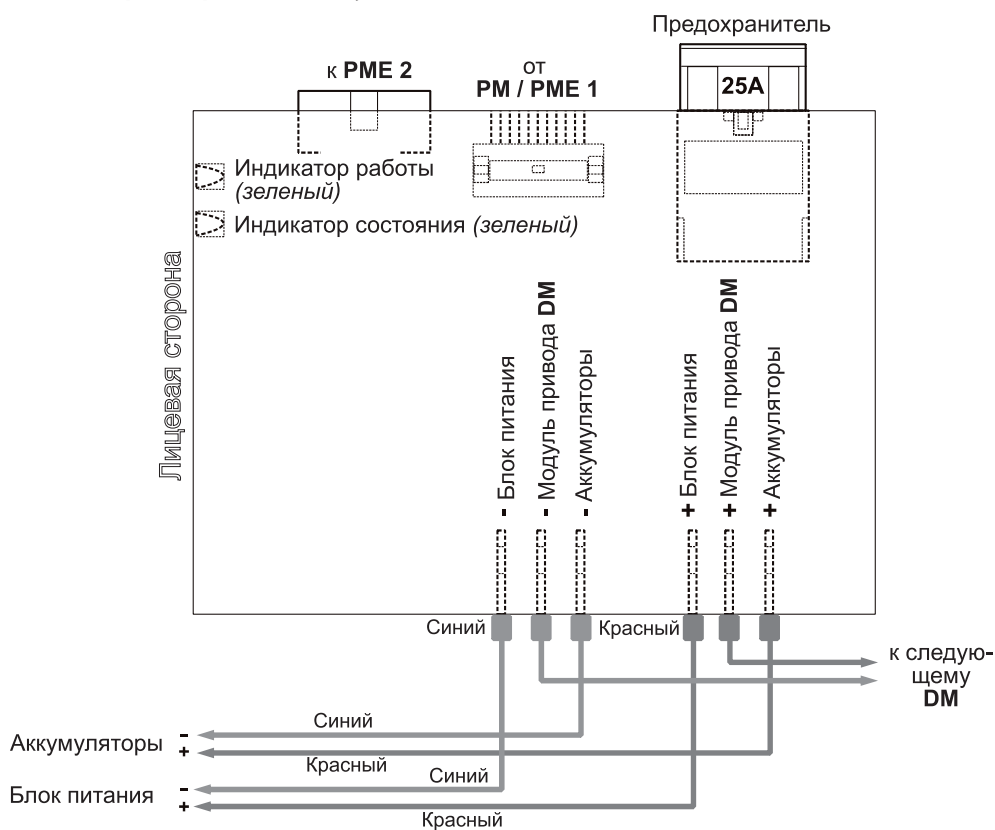 Предохранитель
к PME 2
от
PM / PME 1
25А
Индикатор работы
(зеленый)
Индикатор состояния (зеленый)
Лицевая сторона
- Блок питания
- Модуль привода DM
- Аккумуляторы
+ Блок питания
+ Модуль привода DM
+ Аккумуляторы
Синий
Красный
к следую-
щему
DM
Синий
Аккумуляторы - +
Красный
Синий
Блок питания - +
Красный